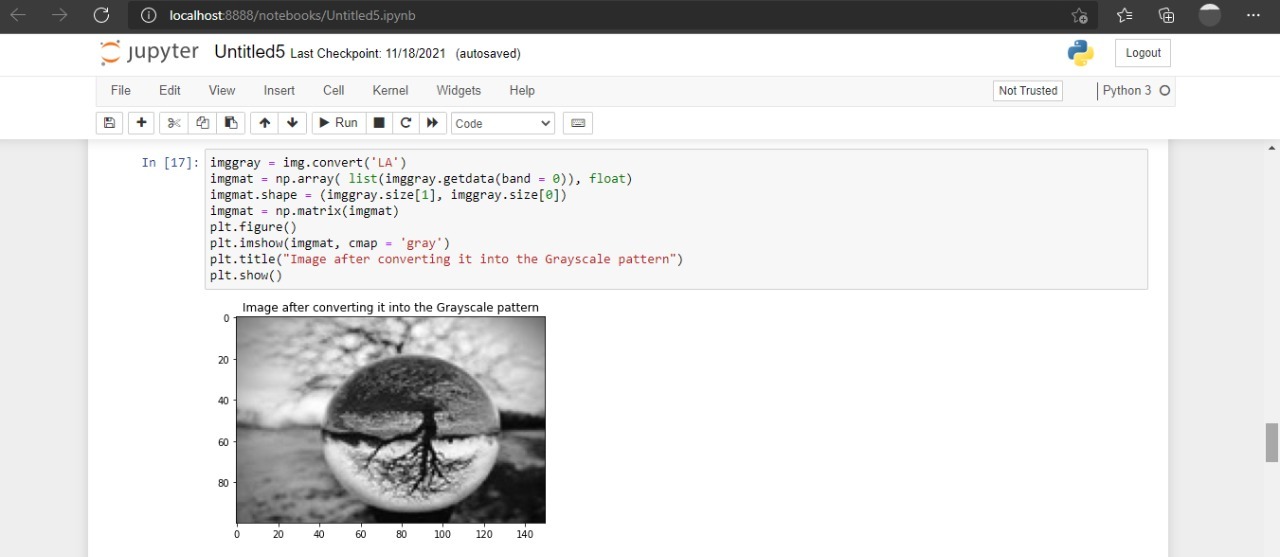 localhost:8888/notebooks/Untitled5.ipynb
jupyter Untitled5 Last Checkpoint: 11/18/2021 (autosaved)
Logout
File Edit View Insert Cell Kernel Widgets Help
Not Trusted
Python 3
Run
Code
In [17]:
imggray = img.convert('LA')
imgmat = np.array( list(imggray.getdata(band = 0)), float)
imgmat.shape = (imggray.size[1], imggray.size[0])
imgmat = np.matrix(imgmat)
plt.figure()
plt.imshow(imgmat, cmap = 'gray')
plt.title("Image after converting it into the Grayscale pattern")
plt.show()
Image after converting it into the Grayscale pattern
0
20
40
60
80
0 20 40 60 80 100 120 140